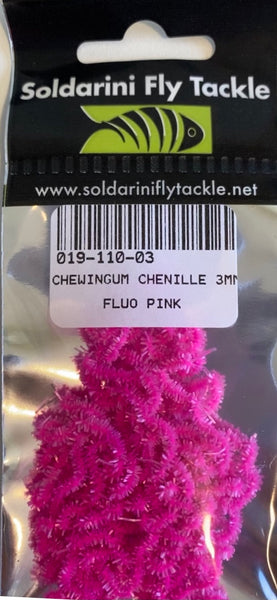 Soldarini Fly Tackle
www.soldariniflytackle.net
019-110-03
CHEWINGUM CHENILLE 3MM
FLUO PINK